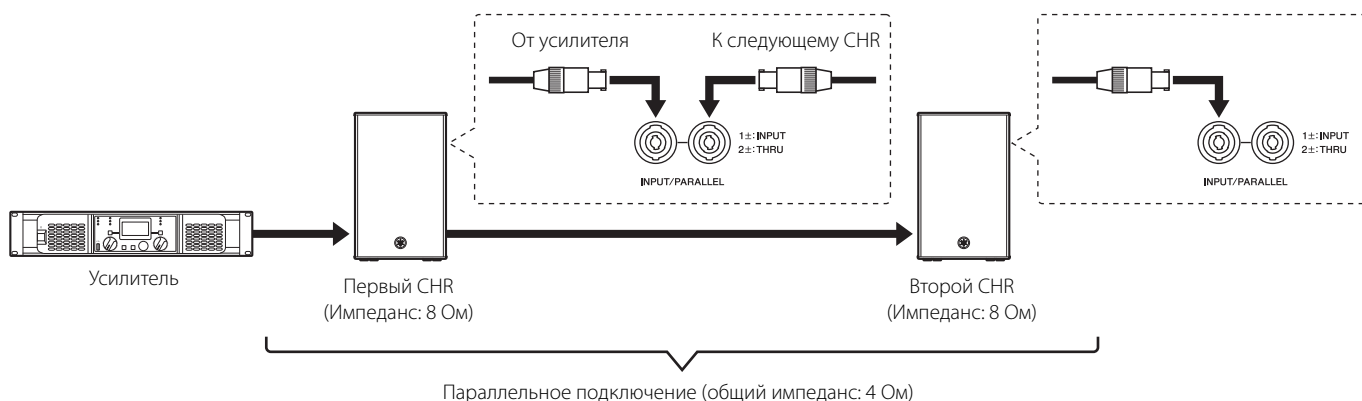 От усилителя
К следующему CHR
1±: INPUT
2±: THRU
INPUT/PARALLEL
1±: INPUT
2±: THRU
INPUT/PARALLEL
Усилитель
Первый CHR
(Импеданс: 8 Ом)
Второй CHR
(Импеданс: 8 Ом)
Параллельное подключение (общий импеданс: 4 Ом)